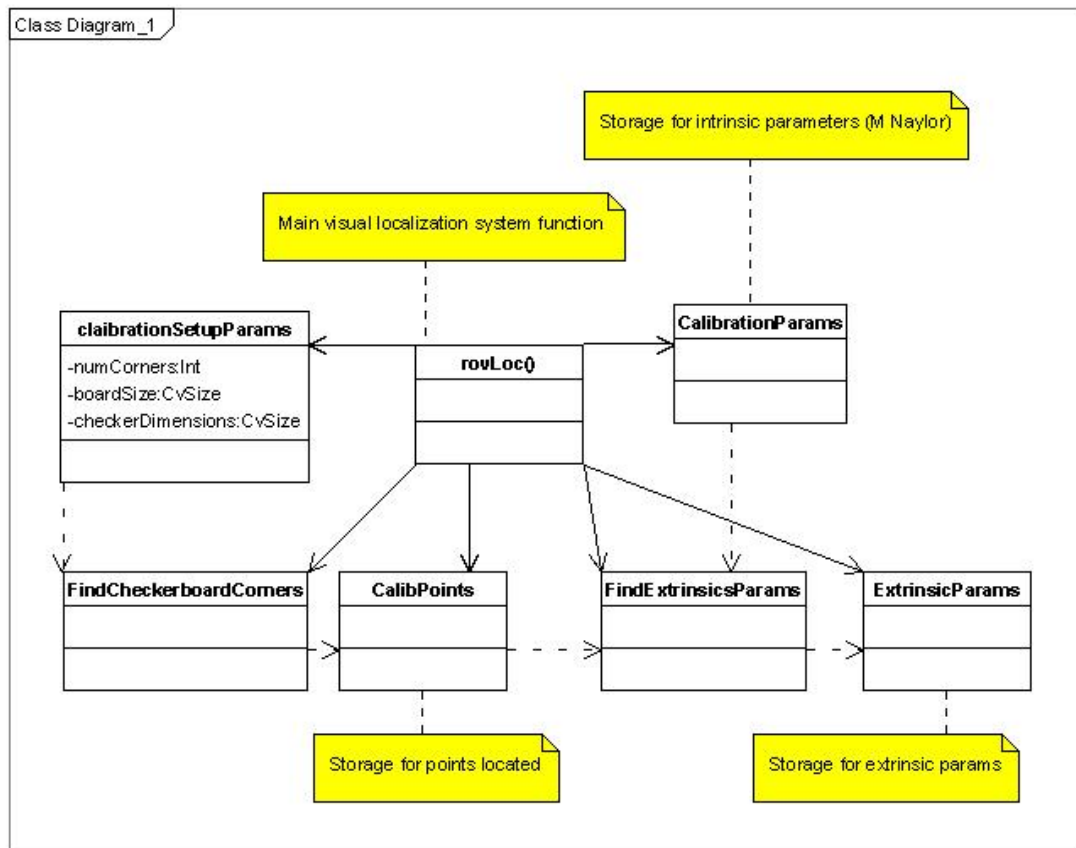 Class Diagram_1
Storage for intrinsic parameters (M Naylor)
Main visual localization system function
claibrationSetupParams
-numCorners:Int
-boardSize:CvSize
-checkerDimensions:CvSize
rovLoc()
CalibrationParams
FindCheckerboardCorners
CalibPoints
FindExtrinsicsParams
ExtrinsicParams
Storage for points located
Storage for extrinsic params